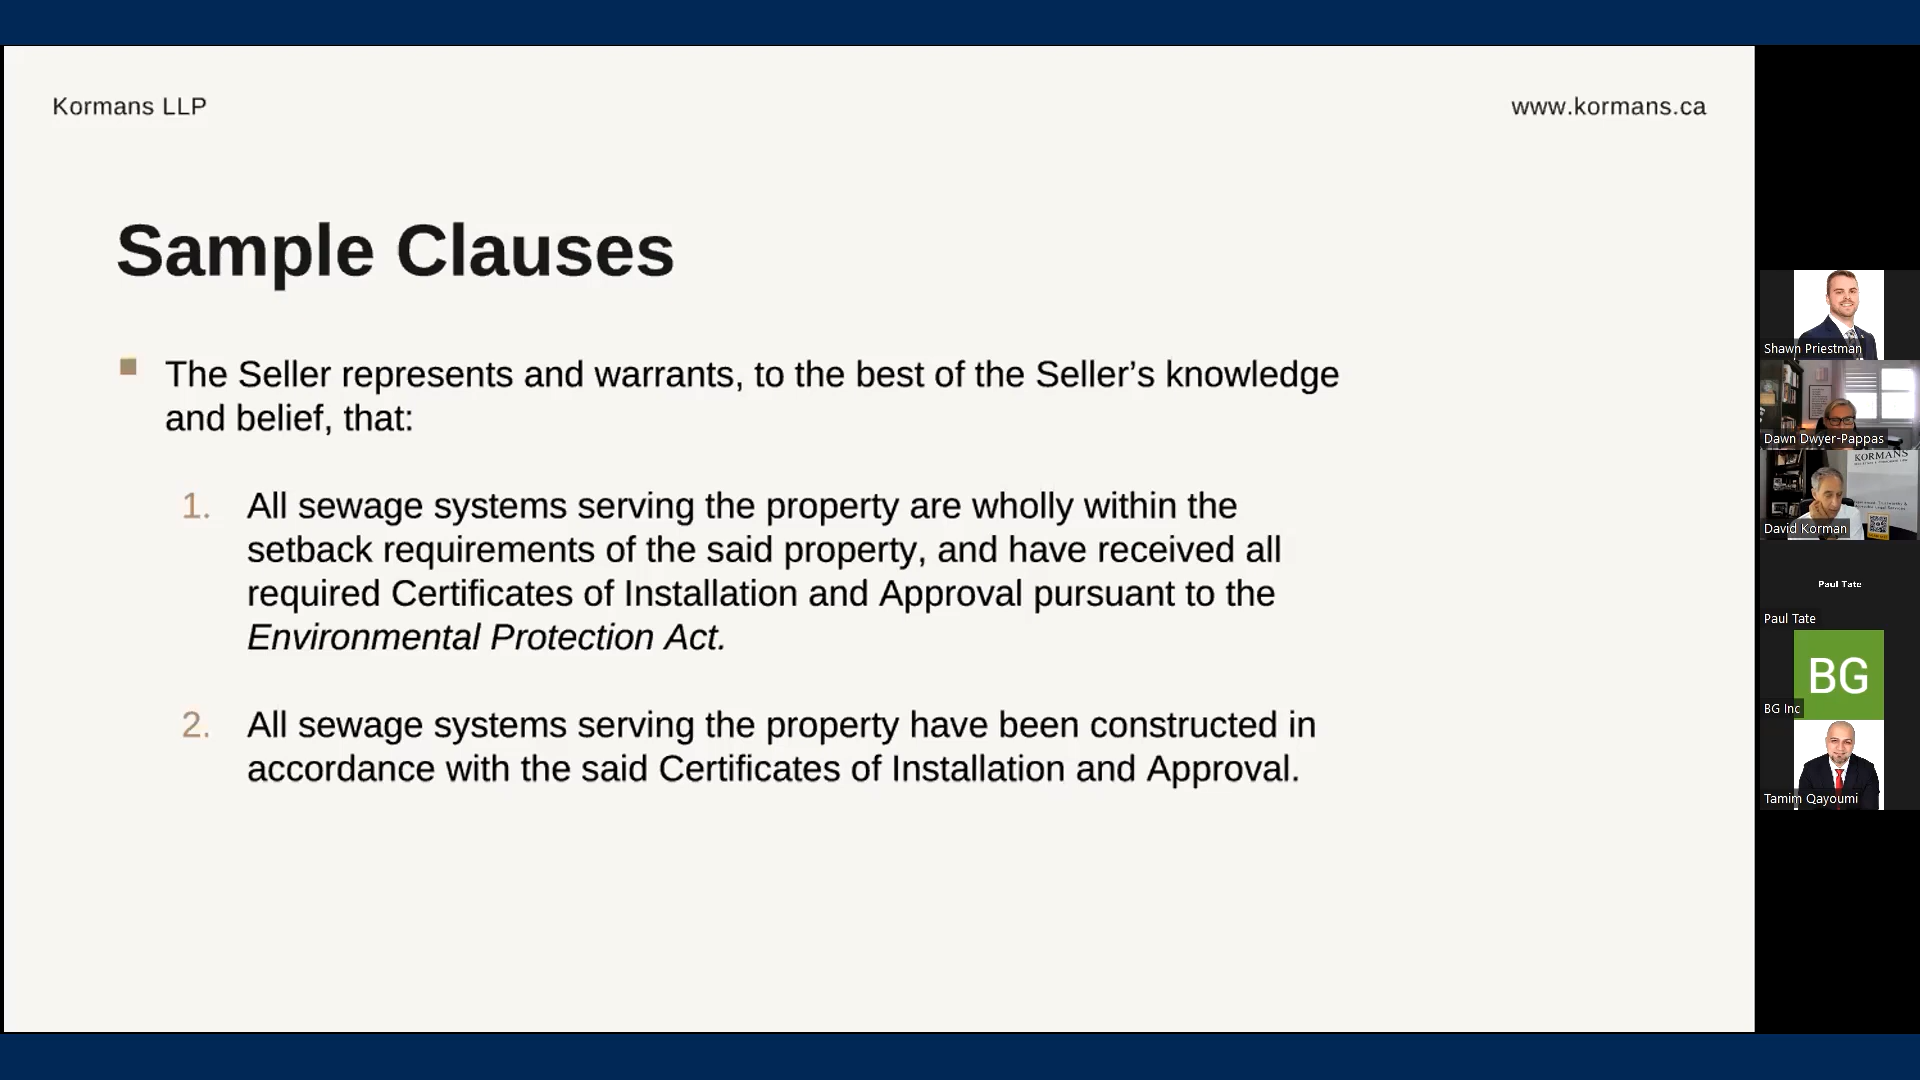 Kormans LLP
www.kormans.ca
Sample Clauses
The Seller represents and warrants, to the best of the Seller’s knowledge
and belief, that:
1. All sewage systems serving the property are wholly within the
setback requirements of the said property, and have received all
required Certificates of Installation and Approval pursuant to the
Environmental Protection Act.
2. All sewage systems serving the property have been constructed in
accordance with the said Certificates of Installation and Approval.
Shawn Priestman
Dawn Dwyer-Pappas
KORMANS
David Korman
Paul Tate
Paul Tate
BG
BG Inc
Tamim Qayoumi